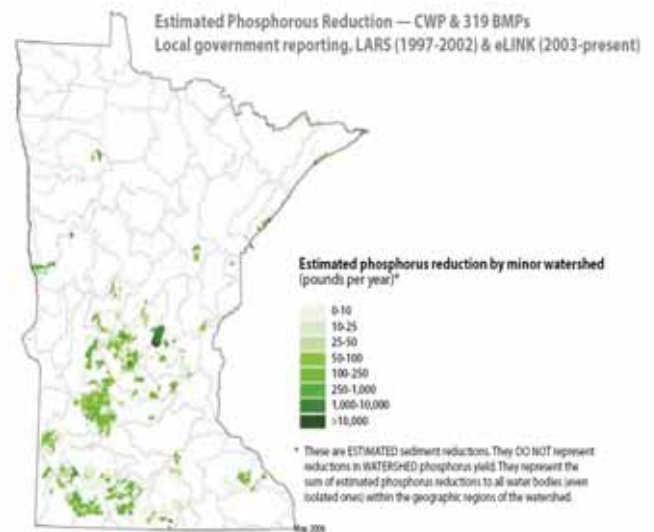 Estimated Phosphorous Reduction — CWP & 319 BMPs
Local government reporting, LARS (1997-2002) & eLINK (2003-present)
Estimated phosphorus reduction by minor watershed
(pounds per year)*
0-10
10-25
25-50
50-100
100-250
250-1,000
1,000-10,000
>10,000
* These are ESTIMATED sediment reductions. They DO NOT represent
reductions in WATERSHED phosphorus yield. They represent the
sum of estimated phosphorus reductions to all water bodies (even
isolated ones) within the geographic regions of the watershed.
May 2006